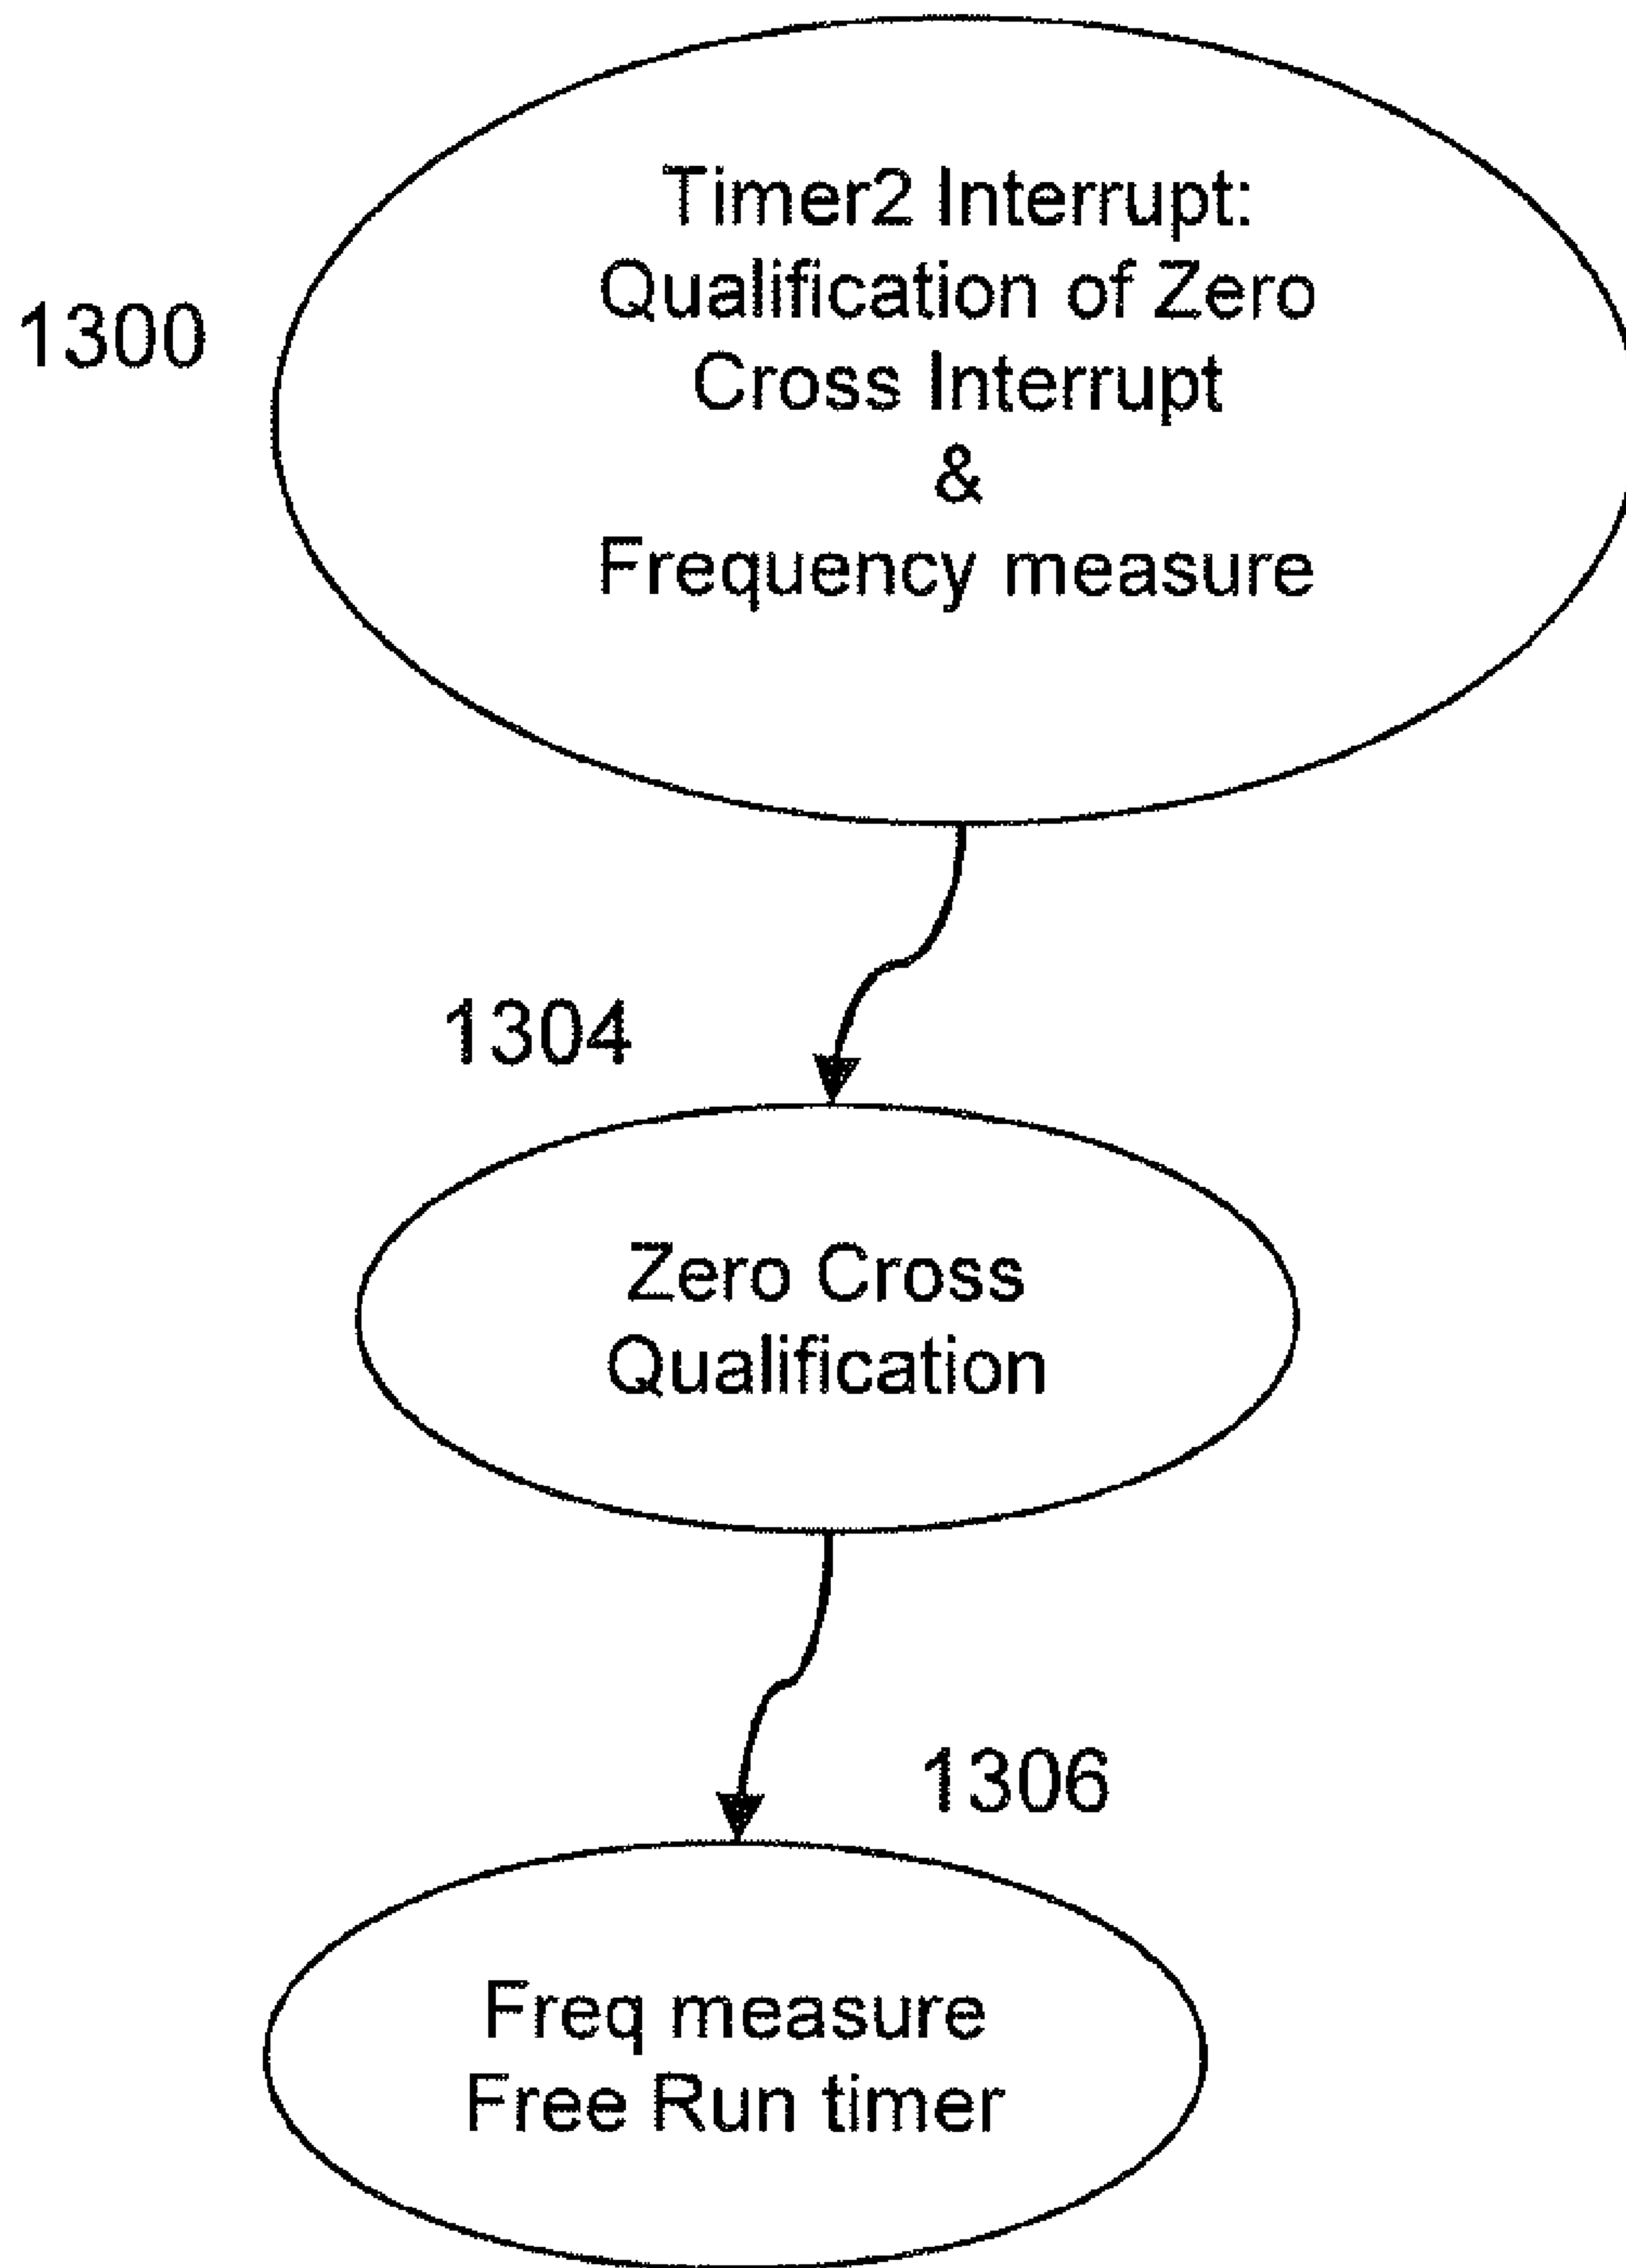 1300
Timer2 Interrupt:
Qualification of Zero
Cross Interrupt
&
Frequency measure
1304
Zero Cross
Qualification
1306
Freq measure
Free Run timer